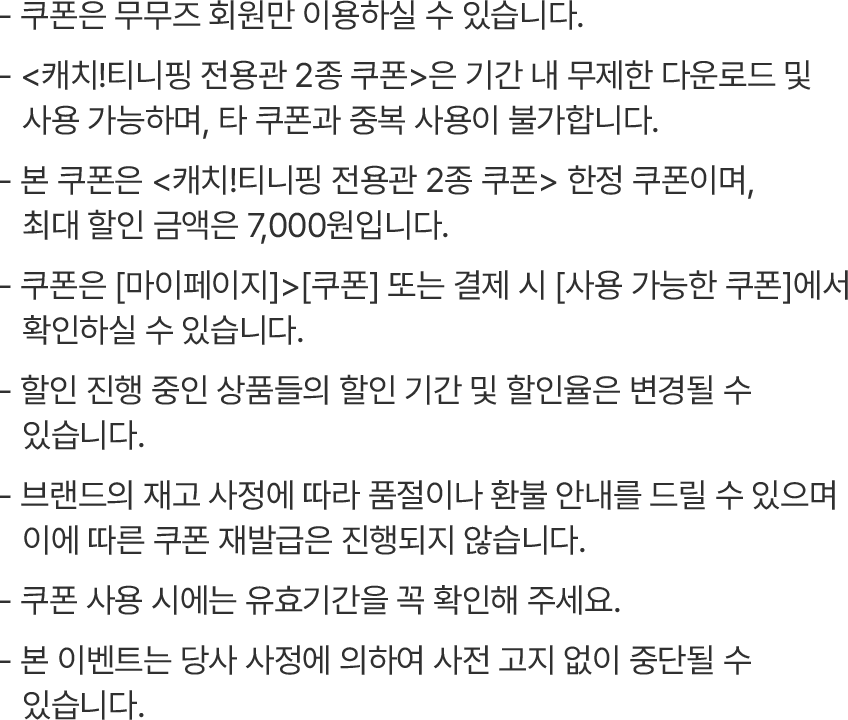 - 쿠폰은 무무즈 회원만 이용하실 수 있습니다.
- <캐치!티니핑 전용관 2종 쿠폰>은 기간 내 무제한 다운로드 및
사용 가능하며, 타 쿠폰과 중복 사용이 불가합니다.
- 본 쿠폰은 <캐치!티니핑 전용관 2종 쿠폰> 한정 쿠폰이며,
최대 할인 금액은 7,000원입니다.
- 쿠폰은 [마이페이지]>[쿠폰] 또는 결제 시 [사용 가능한 쿠폰]에서
확인하실 수 있습니다.
- 할인 진행 중인 상품들의 할인 기간 및 할인율은 변경될 수
있습니다.
- 브랜드의 재고 사정에 따라 품절이나 환불 안내를 드릴 수 있으며
이에 따른 쿠폰 재발급은 진행되지 않습니다.
- 쿠폰 사용 시에는 유효기간을 꼭 확인해 주세요.
- 본 이벤트는 당사 사정에 의하여 사전 고지 없이 중단될 수
있습니다.